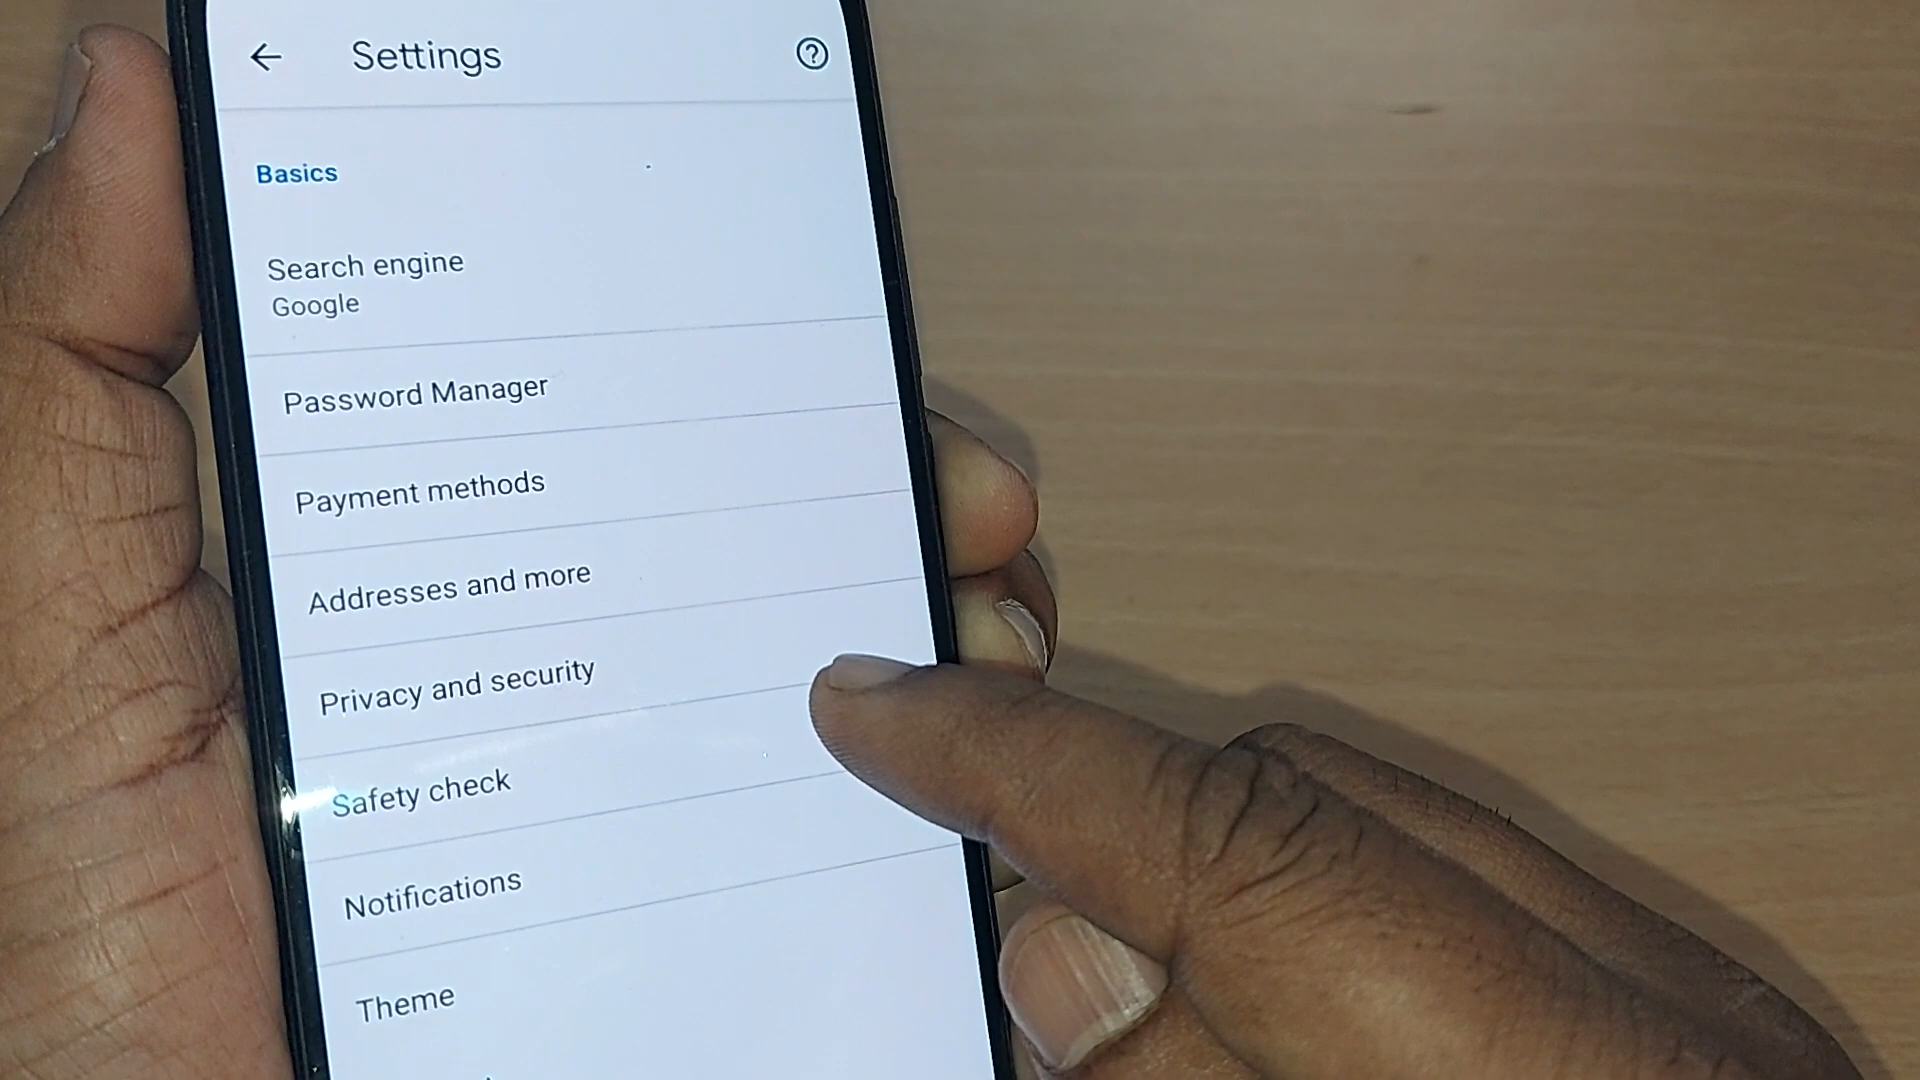 Settings
Basics
Search engine
Google
Password Manager
Payment methods
Addresses and more
Privacy and security
Safety check
Notifications
Theme